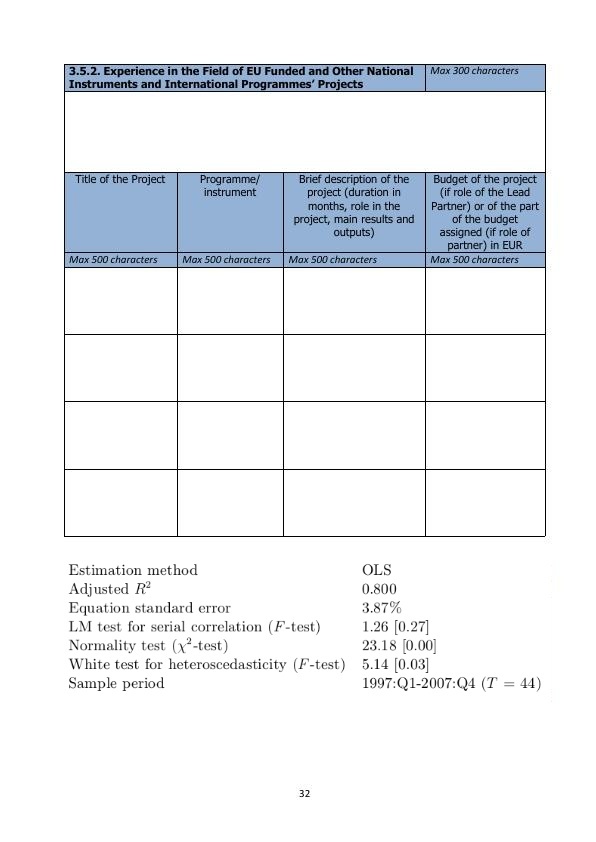 3.5.2. Experience in the Field of EU Funded and Other National
Instruments and International Programmes' Projects
Max 300 characters
Title of the Project
Programme/
instrument
Brief description of the
project (duration in
months, role in the
project, main results and
outputs)
Budget of the project
(if role of the Lead
Partner) or of the part
of the budget
assigned (if role of
partner) in EUR
Max 500 characters
Max 500 characters
Max 500 characters
Max 500 characters
Estimation method OLS
Adjusted R² 0.800
Equation standard error 3.87%
LM test for serial correlation (F-test) 1.26 [0.27]
Normality test (χ²-test) 23.18 [0.00]
White test for heteroscedasticity (F-test) 5.14 [0.03]
Sample period 1997:Q1-2007:Q4 (T = 44)
32